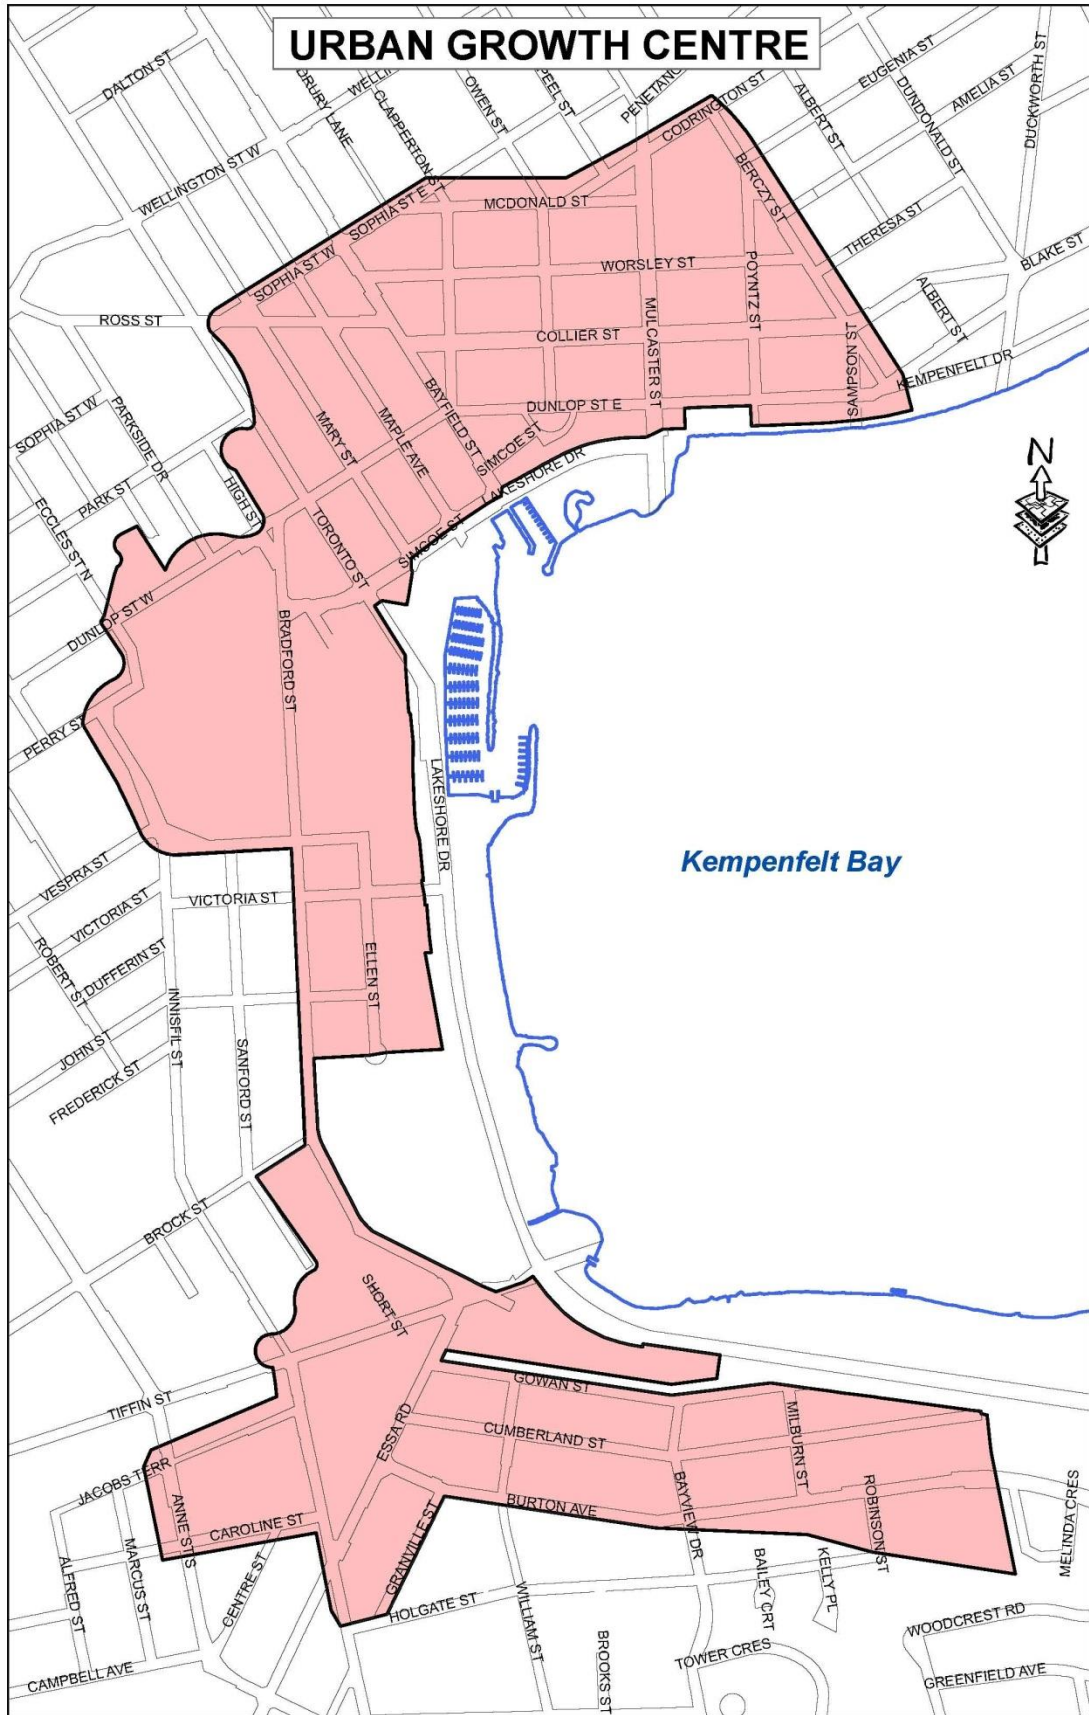 URBAN GROWTH CENTRE
DALTON ST
WELLINGTON ST W
CLAPPERTON ST
OWEN ST
PEEL ST
CODRINGTON ST
ALBERT ST
EUGENIA ST
DUNDONALD ST
AMELIA ST
DUCKWORTH ST
BERCZY ST
SOPHIA ST E
MCDONALD ST
SOPHIA ST W
WORSLEY ST
POYNTZ ST
THERESA ST
BLAKE ST
ALBERT ST
ROSS ST
COLLIER ST
MULCASTER ST
SAMPSON ST
KEMPENFELT DR
SOPHIA ST W
PARKSIDE DR
MARY ST
MAPLE AVE
BAYFIELD ST
DUNLOP ST E
SIMCOE ST
LAKESHORE DR
N
PARK ST
HIGH ST
ECCLES ST N
TORONTO ST
SIMCOE ST
DUNLOP ST W
BRADFORD ST
PERRY ST
LAKESHORE DR
Kempenfelt Bay
VESPRA ST
VICTORIA ST
VICTORIA ST
ROBERT ST
DUFFERIN ST
ELLEN ST
INNISFIL ST
JOHN ST
SANFORD ST
FREDERICK ST
BROCK ST
SHORT ST
TIFFIN ST
GOWAN ST
ESSA RD
CUMBERLAND ST
MILBURN ST
JACOBS TERR
ANNE ST S
BURTON AVE
BAYVIEW DR
ROBINSON ST
CAROLINE ST
GRANVILLE ST
MELINDA CRES
ALFRED ST
MARCUS ST
CENTRE ST
HOLGATE ST
WILLIAM ST
BAILEY CRT
KELLY PL
WOODCREST RD
CAMPBELL AVE
BROOKS ST
TOWER CRES
GREENFIELD AVE